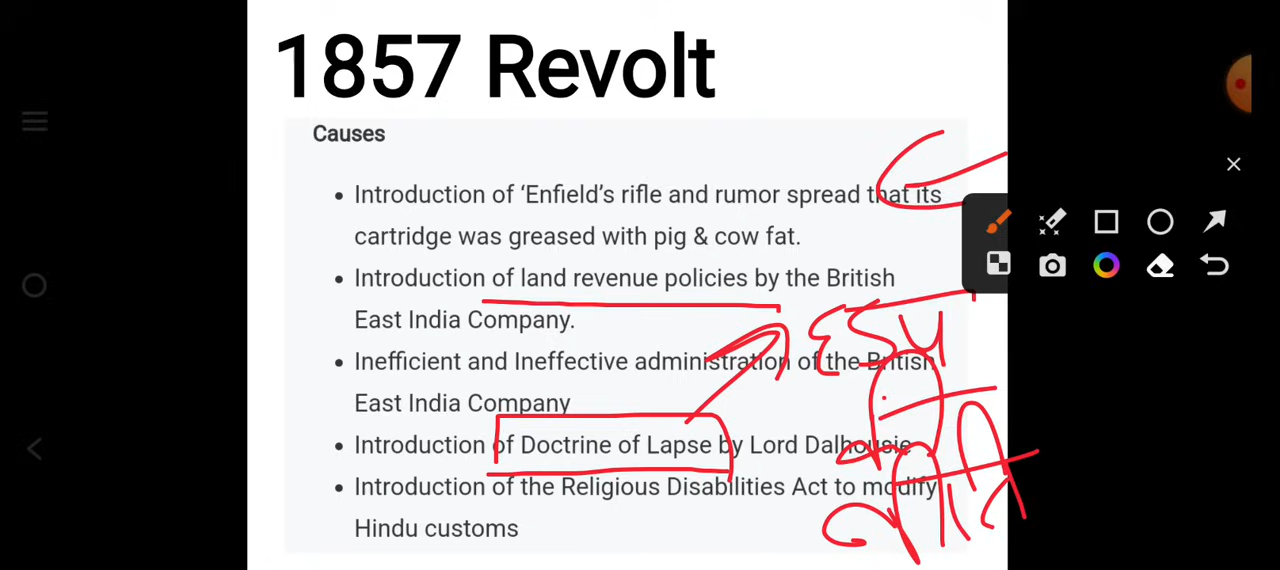 1857 Revolt
Causes
• Introduction of ‘Enfield’s rifle and rumor spread that its
cartridge was greased with pig & cow fat.
• Introduction of land revenue policies by the British
East India Company.
• Inefficient and Ineffective administration of the British
East India Company
• Introduction of Doctrine of Lapse by Lord Dalhousie
• Introduction of the Religious Disabilities Act to modify
Hindu customs